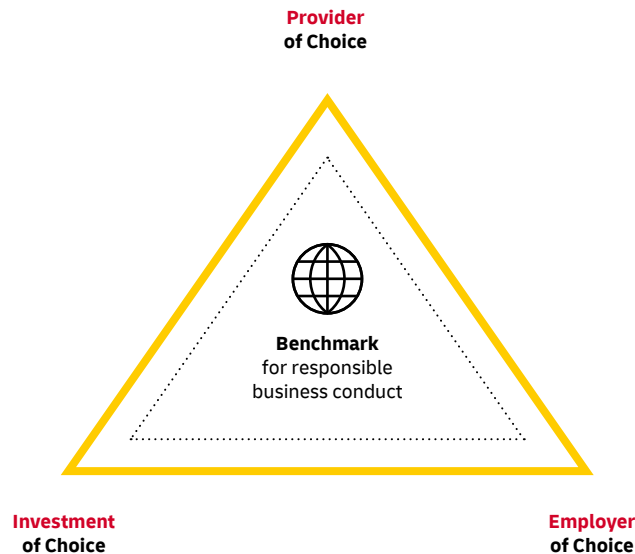 Provider
of Choice
Benchmark
for responsible
business conduct
Investment
of Choice
Employer
of Choice